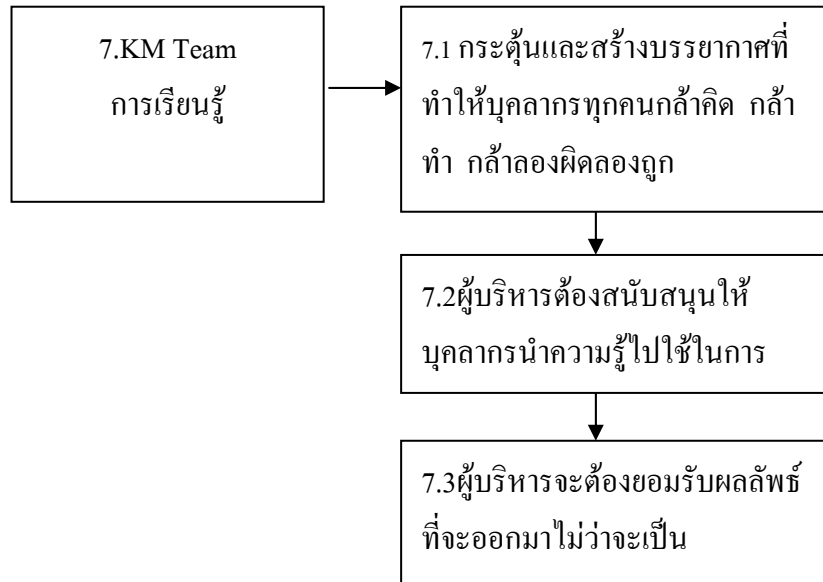 7.KM Team
การเรียนรู้
7.1 กระตุ้นและสร้างบรรยากาศที่
ทำให้บุคลากรทุกคนกล้าคิด กล้า
ทำ กล้าลองผิดลองถูก
7.2ผู้บริหารต้องสนับสนุนให้
บุคลากรนำความรู้ไปใช้ในการ
7.3ผู้บริหารจะต้องยอมรับผลลัพธ์
ที่จะออกมาไม่ว่าจะเป็น